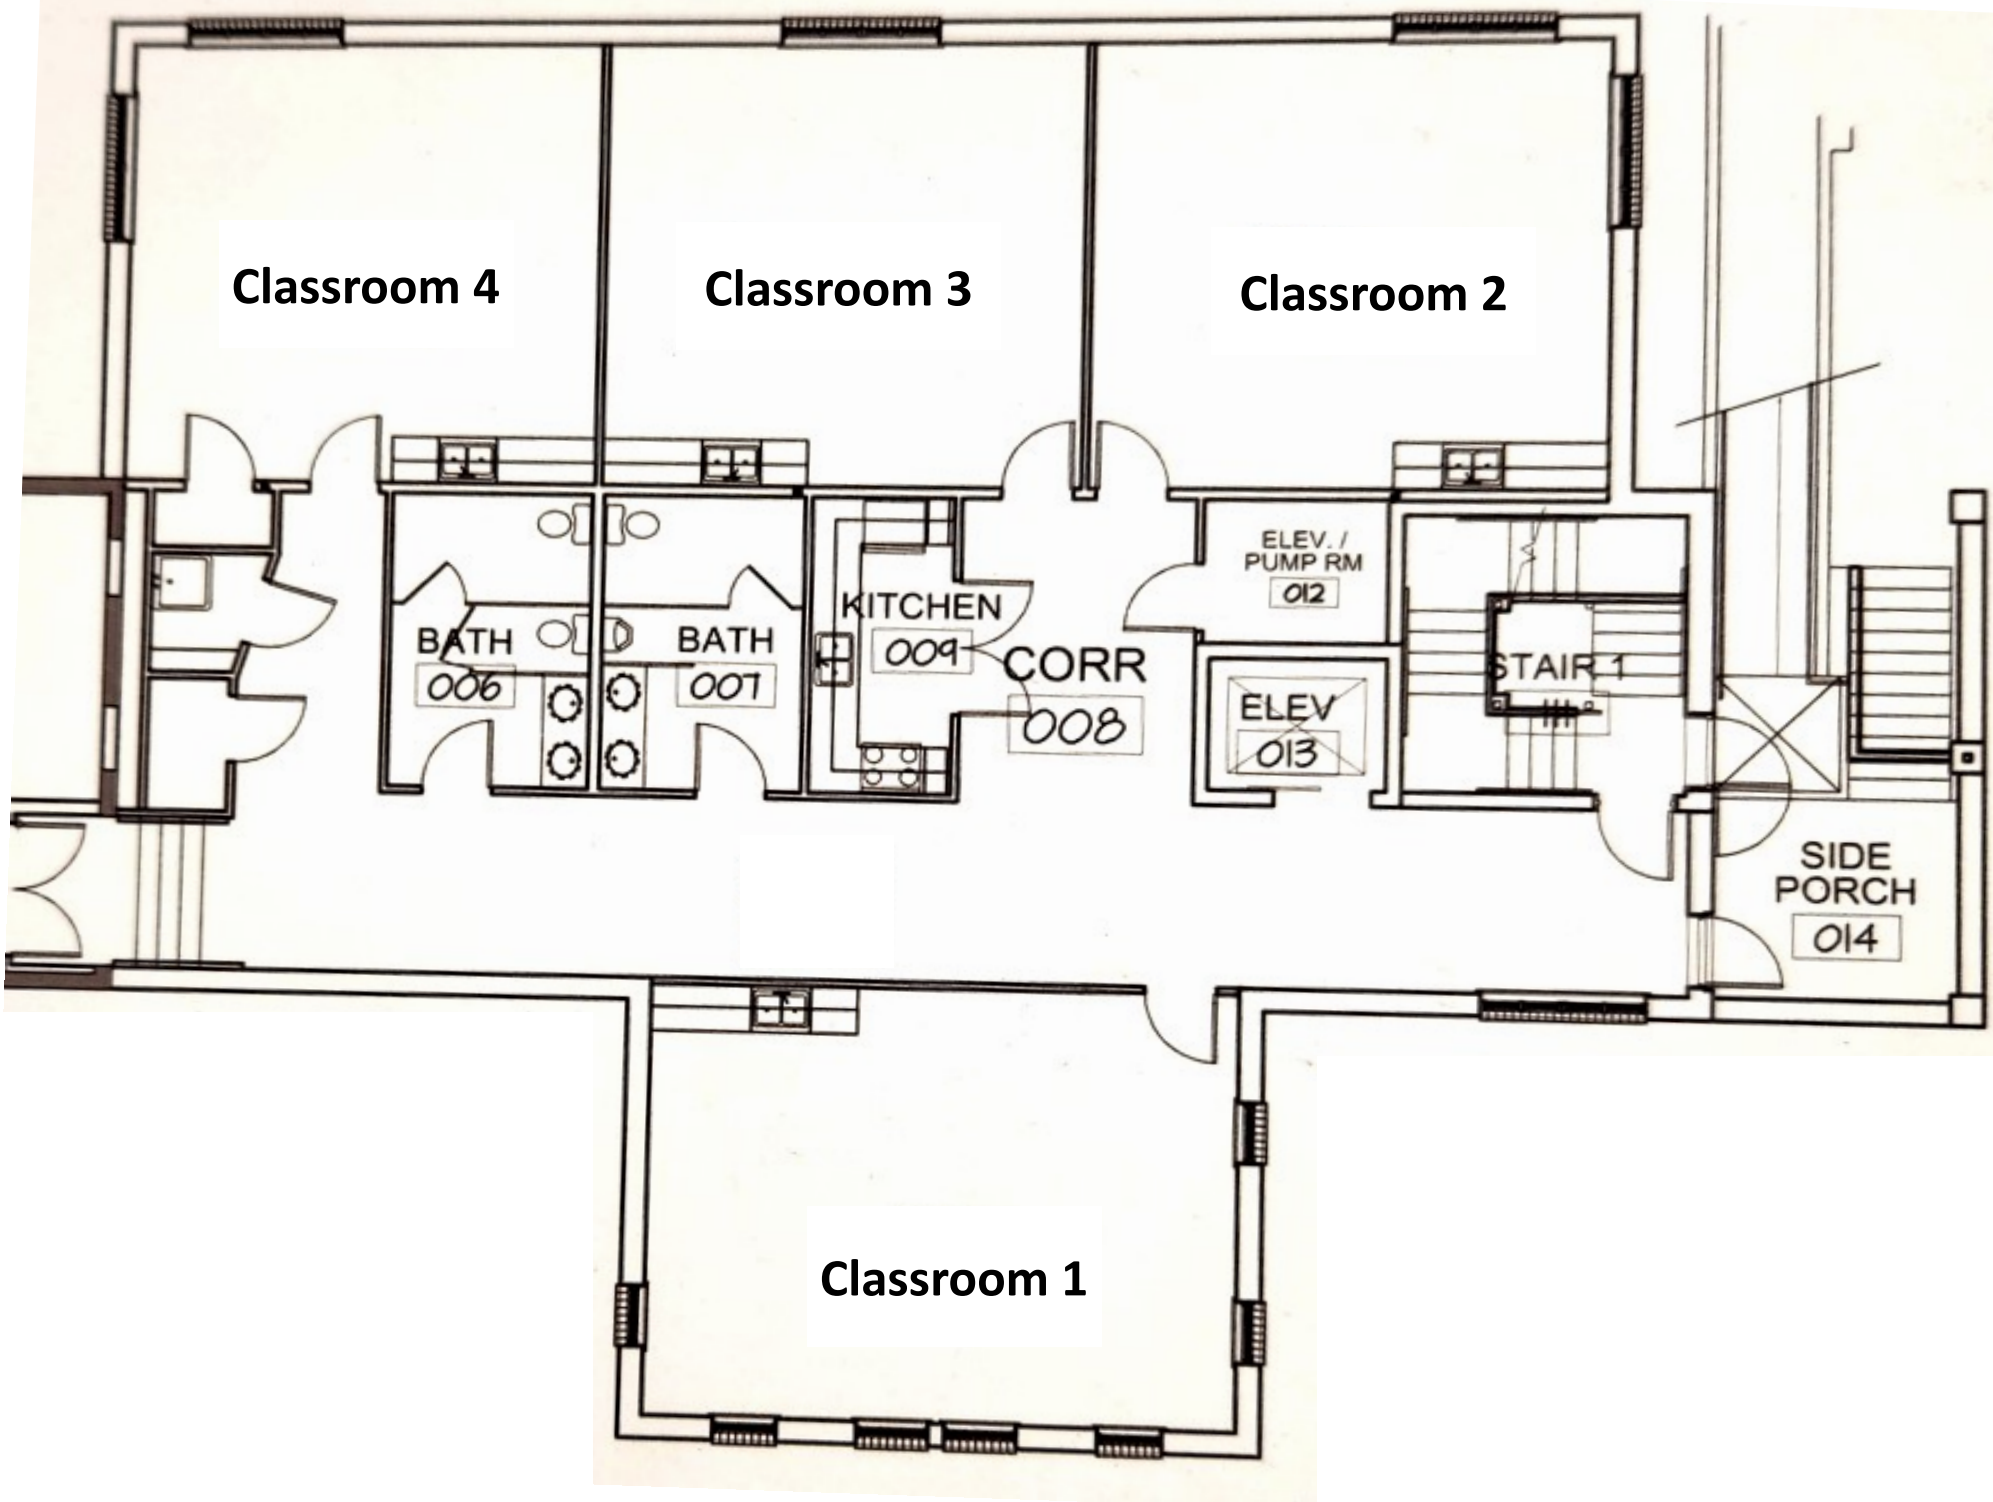 Classroom 4
Classroom 3
Classroom 2
ELEV. /
PUMP RM
012
KITCHEN
009
BATH
006
BATH
007
CORR
008
STAIR 1
ELEV
013
SIDE
PORCH
014
Classroom 1